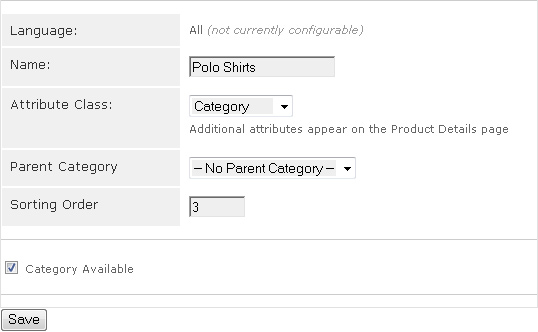 Language: All (not currently configurable)
Name: Polo Shirts
Attribute Class: Category
Additional attributes appear on the Product Details page
Parent Category -- No Parent Category --
Sorting Order 3
Category Available
Save